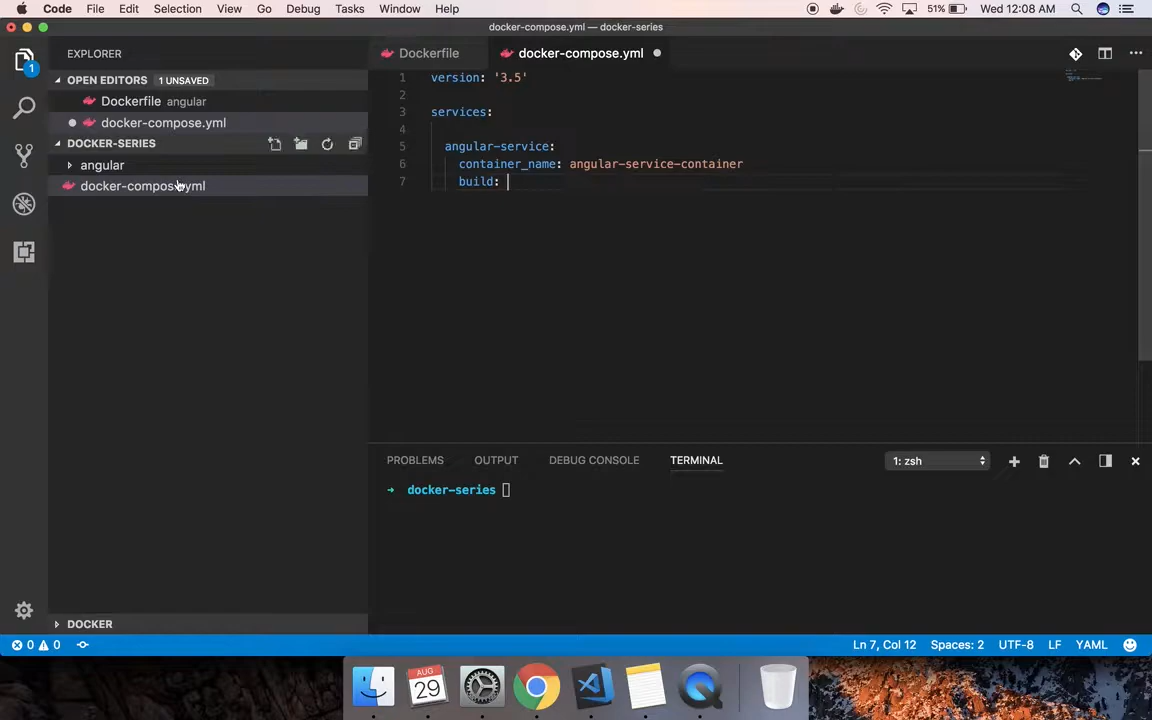 Code File Edit Selection View Go Debug Tasks Window Help 51% Wed 12:08 AM
docker-compose.yml — docker-series
EXPLORER
OPEN EDITORS 1 UNSAVED
Dockerfile angular
docker-compose.yml
DOCKER-SERIES
angular
docker-compose.yml
DOCKER
1
Dockerfile docker-compose.yml
1 version: '3.5'
2
3 services:
4
5 angular-service:
6 container_name: angular-service-container
7 build:
PROBLEMS OUTPUT DEBUG CONSOLE TERMINAL 1: zsh
→ docker-series
0 0 Ln 7, Col 12 Spaces: 2 UTF-8 LF YAML
AUG
29